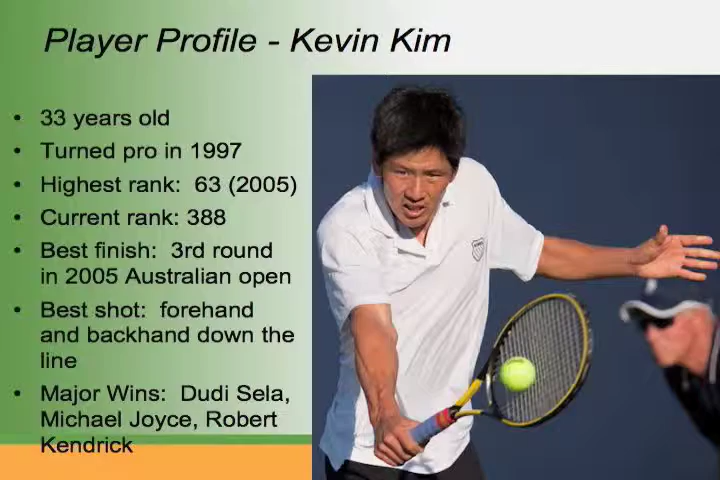 Player Profile - Kevin Kim
• 33 years old
• Turned pro in 1997
• Highest rank:  63 (2005)
• Current rank: 388
• Best finish:  3rd round
in 2005 Australian open
• Best shot:  forehand
and backhand down the
line
• Major Wins:  Dudi Sela,
Michael Joyce, Robert
Kendrick